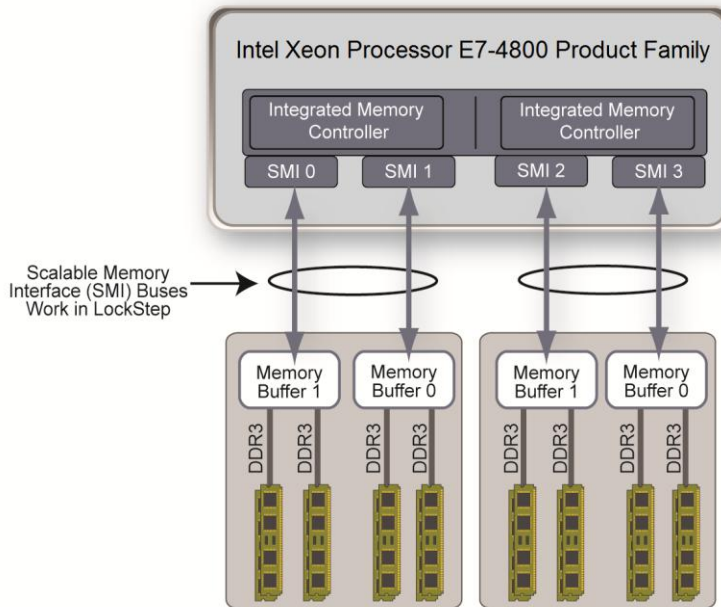 Intel Xeon Processor E7-4800 Product Family
Integrated Memory
Controller
Integrated Memory
Controller
SMI 0
SMI 1
SMI 2
SMI 3
Scalable Memory
Interface (SMI) Buses
Work in LockStep
Memory
Buffer 1
Memory
Buffer 0
Memory
Buffer 1
Memory
Buffer 0
DDR3
DDR3
DDR3
DDR3
DDR3
DDR3
DDR3
DDR3